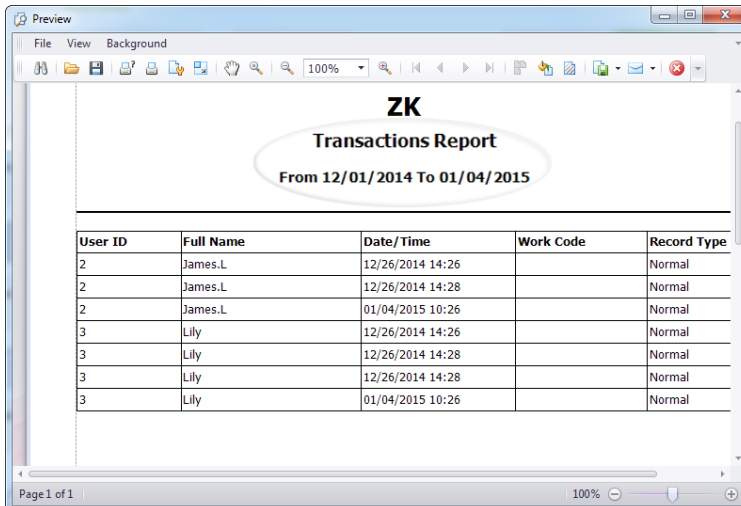 Preview
File View Background
100%
ZK
Transactions Report
From 12/01/2014 To 01/04/2015
User ID Full Name Date/Time Work Code Record Type
2 James.L 12/26/2014 14:26 Normal
2 James.L 12/26/2014 14:28 Normal
2 James.L 01/04/2015 10:26 Normal
3 Lily 12/26/2014 14:26 Normal
3 Lily 12/26/2014 14:28 Normal
3 Lily 12/26/2014 14:28 Normal
3 Lily 01/04/2015 10:26 Normal
Page 1 of 1 100%